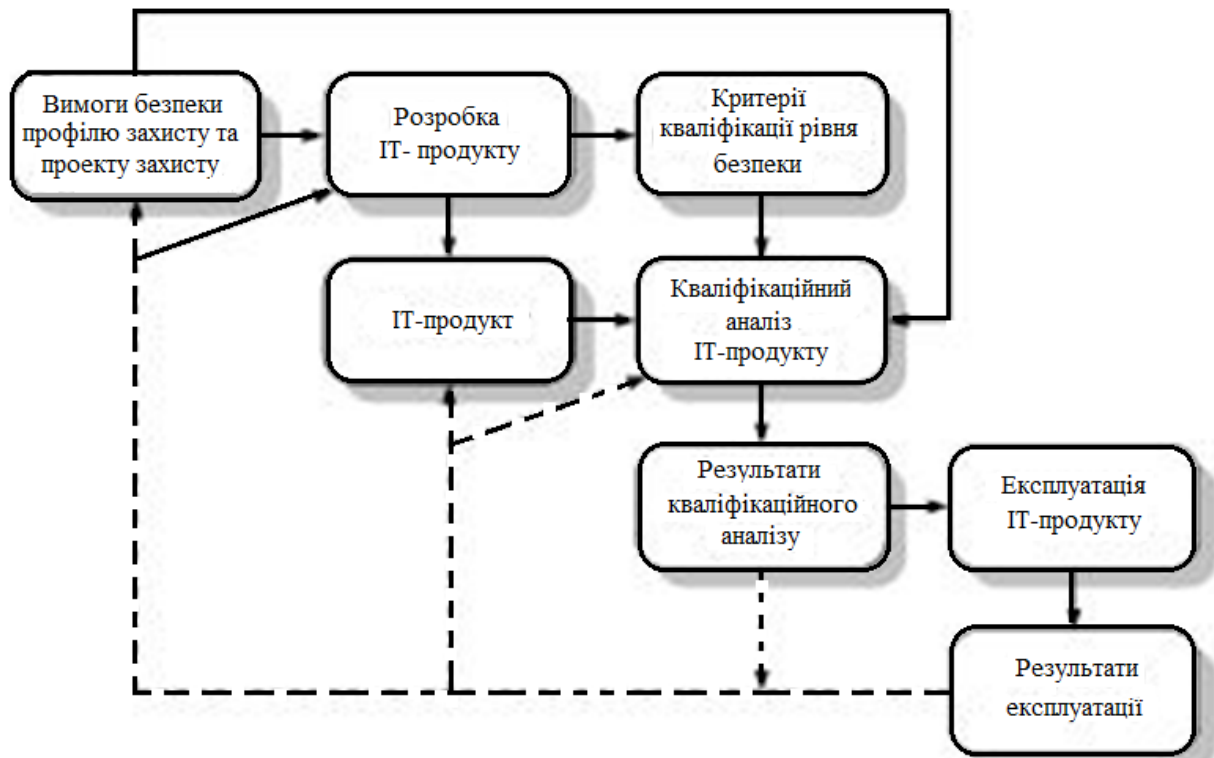 Вимоги безпеки
профілю захисту та
проекту захисту
Розробка
ІТ- продукту
Критерії
кваліфікації рівня
безпеки
ІТ-продукт
Кваліфікаційний
аналіз
ІТ-продукту
Результати
кваліфікаційного
аналізу
Експлуатація
ІТ-продукту
Результати
експлуатації